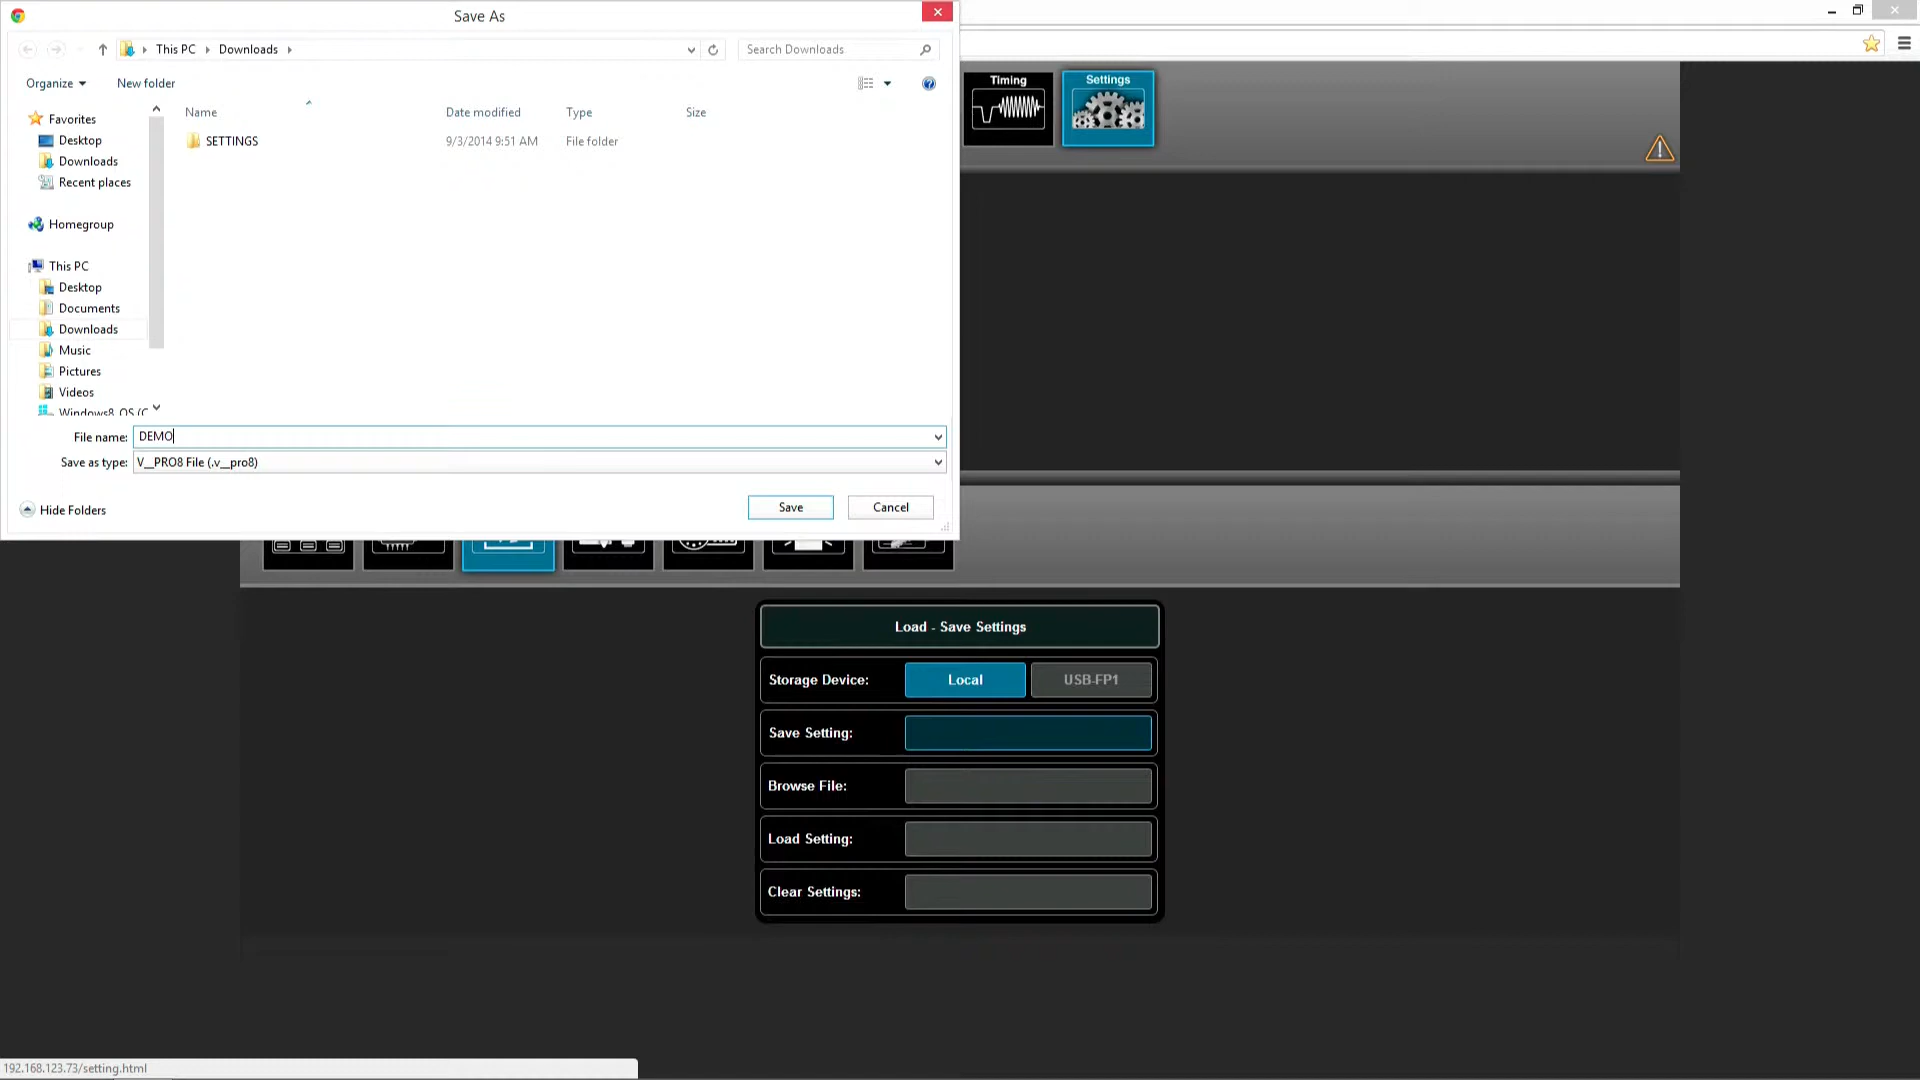 Save As
This PC
Downloads
Search Downloads
Organize
New folder
Name
Date modified
Type
Size
SETTINGS
9/3/2014 9:51 AM
File folder
Favorites
Desktop
Downloads
Recent places
Homegroup
This PC
Desktop
Documents
Downloads
Music
Pictures
Videos
Windows8_OS (C
File name:
DEMO
Save as type:
V__PRO8 File (.v__pro8)
Hide Folders
Save
Cancel
Timing
Settings
Load - Save Settings
Storage Device:
Local
USB-FP1
Save Setting:
Browse File:
Load Setting:
Clear Settings:
192.168.123.73/setting.html